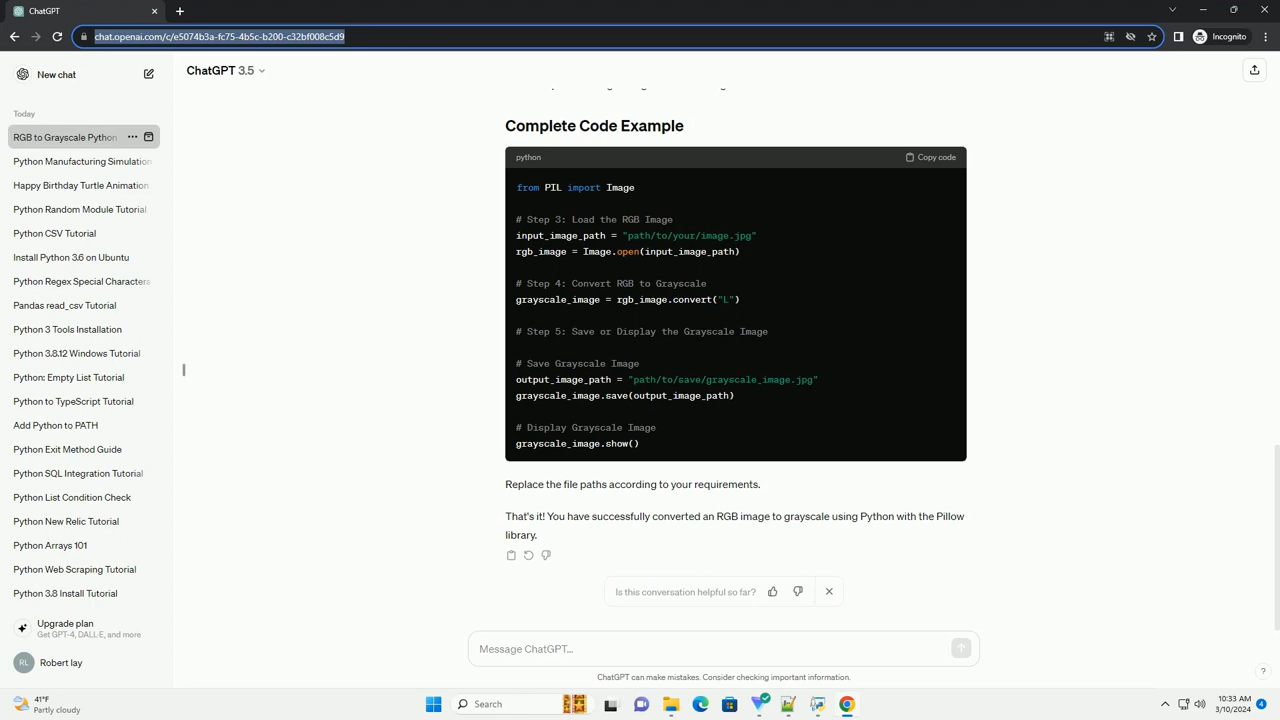 ChatGPT
chat.openai.com/c/e5074b3a-fc75-4b5c-b200-c32bf008c5d9
Incognito
New chat
ChatGPT 3.5
Today
RGB to Grayscale Python
Python Manufacturing Simulation
Happy Birthday Turtle Animation
Python Random Module Tutorial
Python CSV Tutorial
Install Python 3.6 on Ubuntu
Python Regex Special Characters
Pandas read_csv Tutorial
Python 3 Tools Installation
Python 3.8.12 Windows Tutorial
Python: Empty List Tutorial
Python to TypeScript Tutorial
Add Python to PATH
Python Exit Method Guide
Python SQL Integration Tutorial
Python List Condition Check
Python New Relic Tutorial
Python Arrays 101
Python Web Scraping Tutorial
Python 3.8 Install Tutorial
Upgrade plan
Get GPT-4, DALL·E, and more
RL Robert lay
Complete Code Example
python
Copy code
from PIL import Image
# Step 3: Load the RGB Image
input_image_path = "path/to/your/image.jpg"
rgb_image = Image.open(input_image_path)
# Step 4: Convert RGB to Grayscale
grayscale_image = rgb_image.convert("L")
# Step 5: Save or Display the Grayscale Image
# Save Grayscale Image
output_image_path = "path/to/save/grayscale_image.jpg"
grayscale_image.save(output_image_path)
# Display Grayscale Image
grayscale_image.show()
Replace the file paths according to your requirements.
That's it! You have successfully converted an RGB image to grayscale using Python with the Pillow
library.
Is this conversation helpful so far?
Message ChatGPT...
ChatGPT can make mistakes. Consider checking important information.
?
41°F
Partly cloudy
Search
10:33 AM
3/10/2024
4